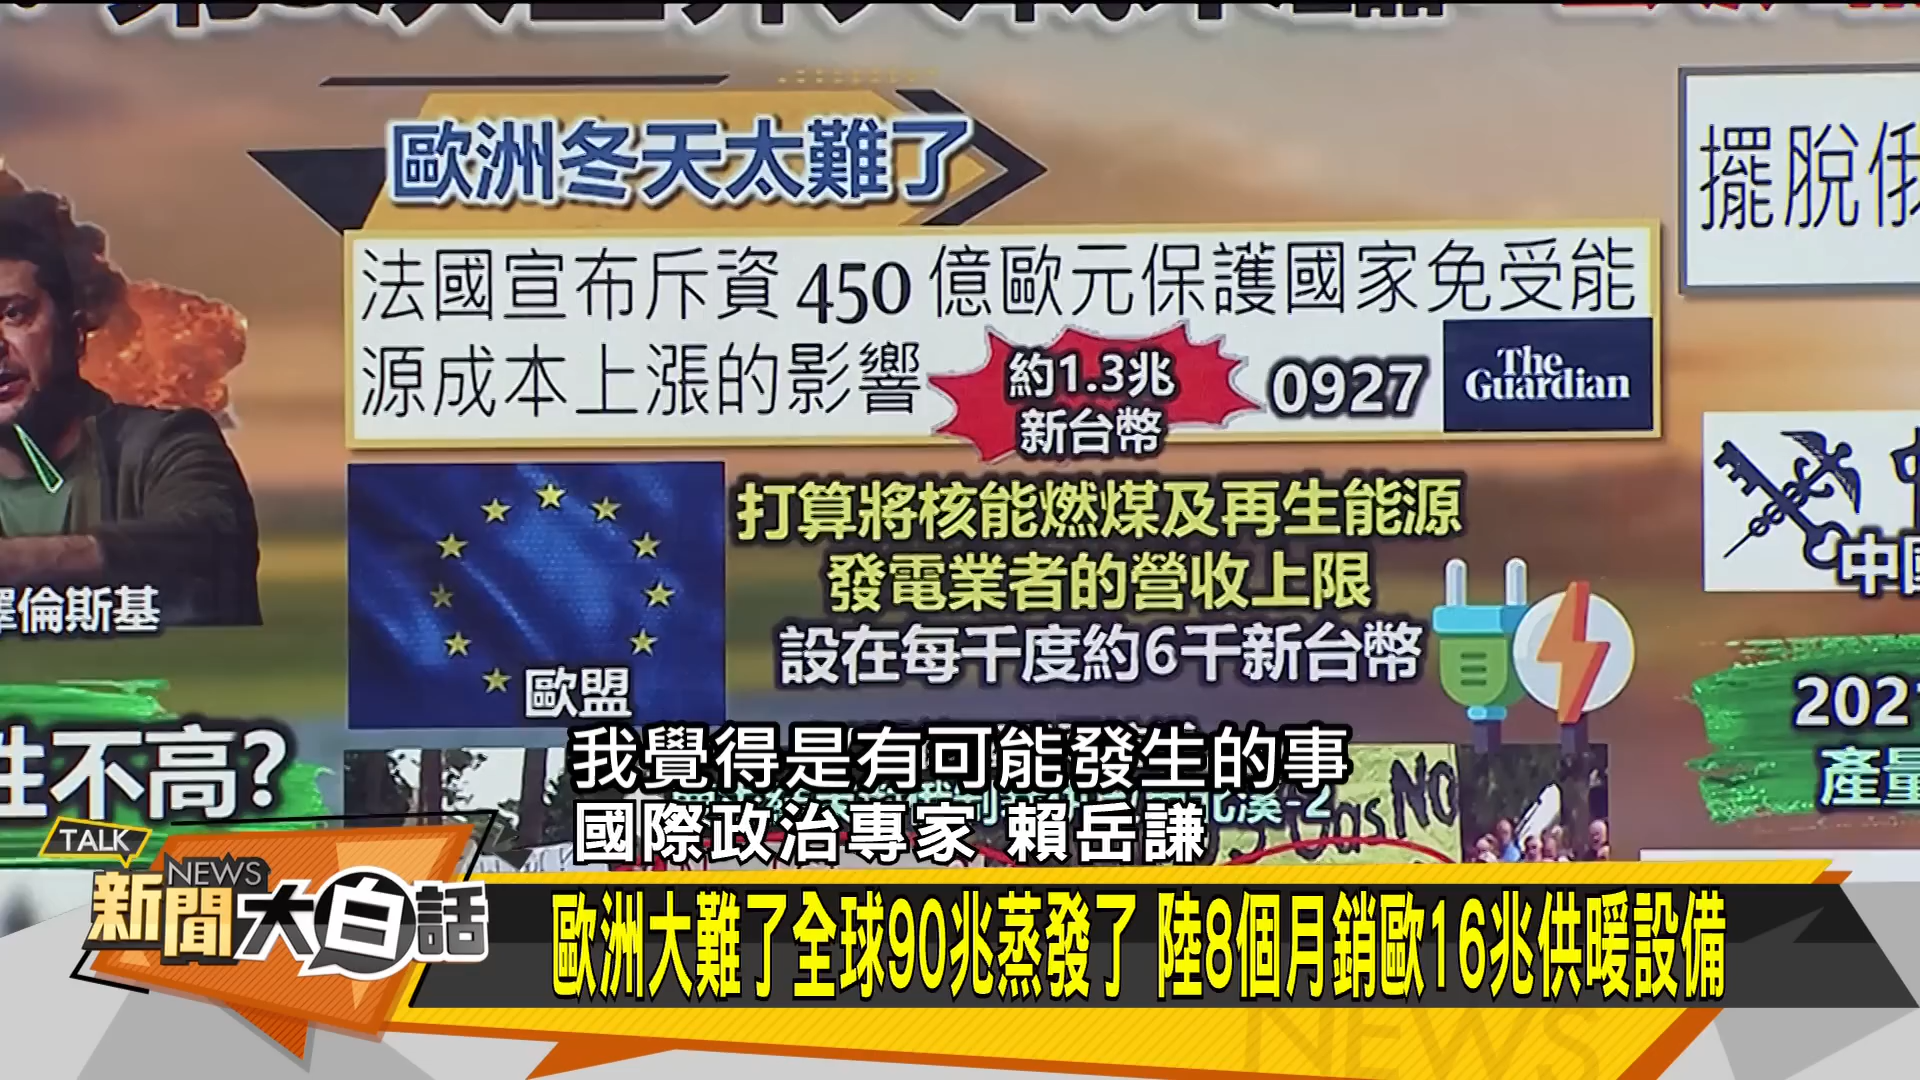 歐洲冬天太難了
擺脫俄
法國宣布斥資450億歐元保護國家免受能
源成本上漲的影響
約1.3兆
新台幣
0927
The
Guardian
打算將核能燃煤及再生能源
發電業者的營收上限
設在每千度約6千新台幣
歐盟
澤倫斯基
中國
性不高?
2021
產量
Gas NO
我覺得是有可能發生的事
國際政治專家 賴岳謙
TALK
NEWS
新聞大白話
歐洲大難了全球90兆蒸發了 陸8個月銷歐16兆供暖設備
NEWS